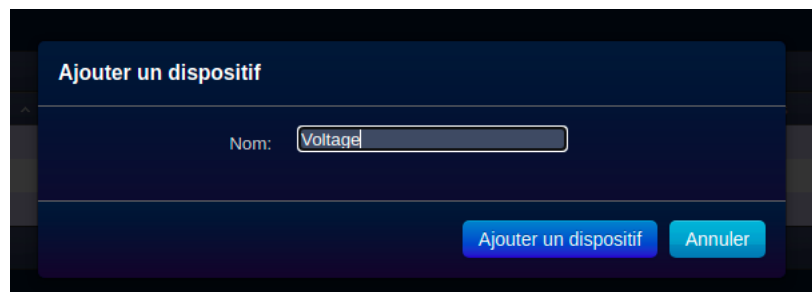 Ajouter un dispositif
Nom: Voltage
Ajouter un dispositif Annuler